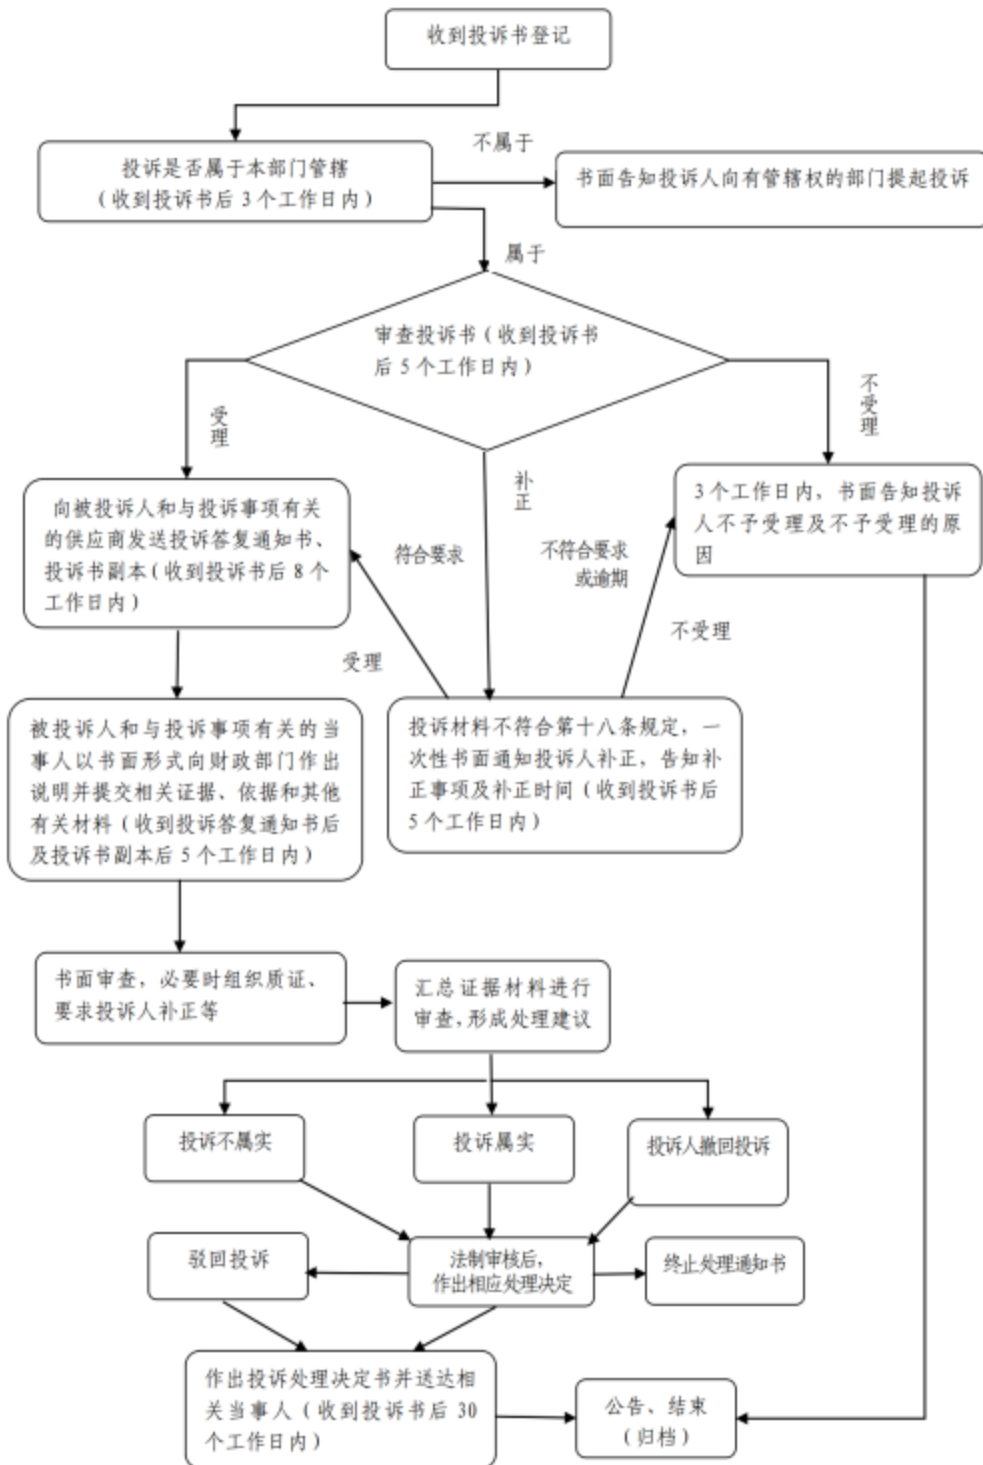 收到投诉书登记
不属于
投诉是否属于本部门管辖
（收到投诉书后 3 个工作日内）
书面告知投诉人向有管辖权的部门提起投诉
属于
审查投诉书（收到投诉书
后 5 个工作日内）
受
理
不
受
理
补
正
向被投诉人和与投诉事项有关
的供应商发送投诉答复通知书、
投诉书副本（收到投诉书后 8 个
工作日内）
符合要求
不符合要求
或逾期
3 个工作日内，书面告知投诉
人不予受理及不予受理的原
因
受理
不受理
被投诉人和与投诉事项有关的当
事人以书面形式向财政部门作出
说明并提交相关证据、依据和其他
有关材料（收到投诉答复通知书后
及投诉书副本后 5 个工作日内）
投诉材料不符合第十八条规定，一
次性书面通知投诉人补正，告知补
正事项及补正时间（收到投诉书后
5 个工作日内）
书面审查，必要时组织质证、
要求投诉人补正等
汇总证据材料进行
审查，形成处理建议
投诉不属实
投诉属实
投诉人撤回投诉
驳回投诉
法制审核后，
作出相应处理决定
终止处理通知书
作出投诉处理决定书并送达相
关当事人（收到投诉书后 30
个工作日内）
公告、结束
（归档）